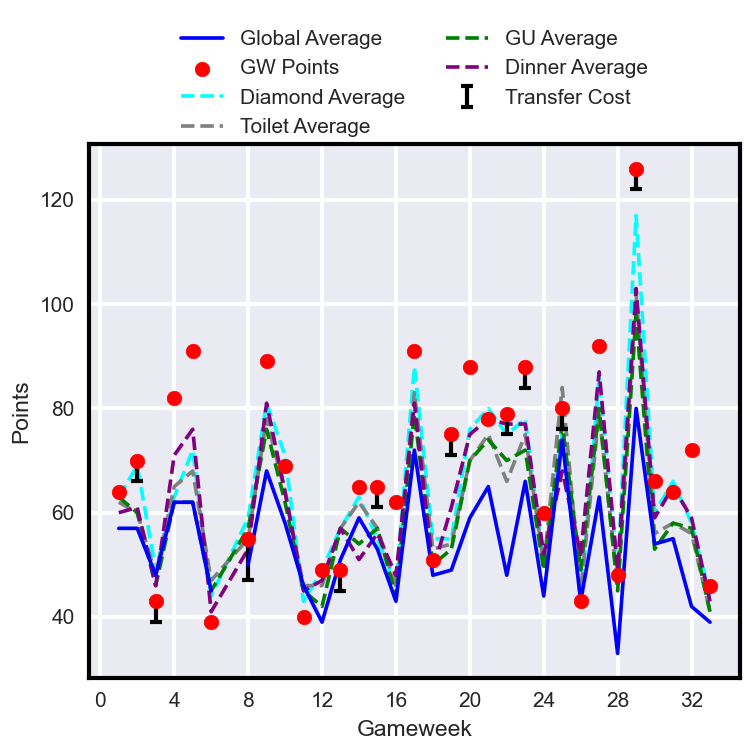 Global Average
GW Points
Diamond Average
Toilet Average
GU Average
Dinner Average
Transfer Cost
120
100
80
60
40
Points
0 4 8 12 16 20 24 28 32
Gameweek